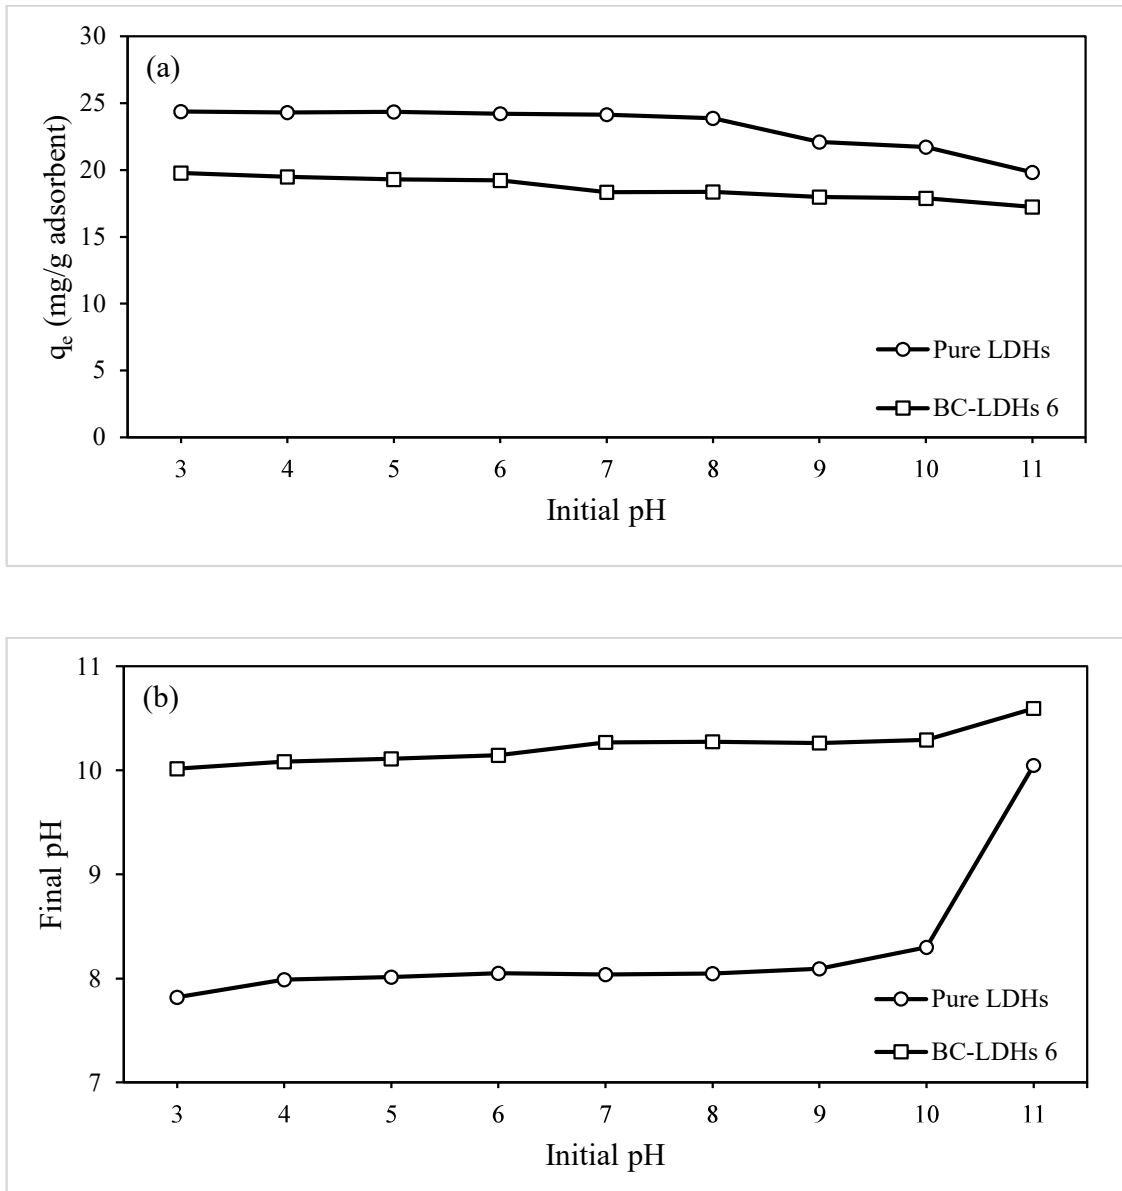 (a)
30
25
20
15
10
5
0
qₑ (mg/g adsorbent)
Pure LDHs
BC-LDHs 6
3 4 5 6 7 8 9 10 11
Initial pH
(b)
11
10
9
8
7
Final pH
Pure LDHs
BC-LDHs 6
3 4 5 6 7 8 9 10 11
Initial pH